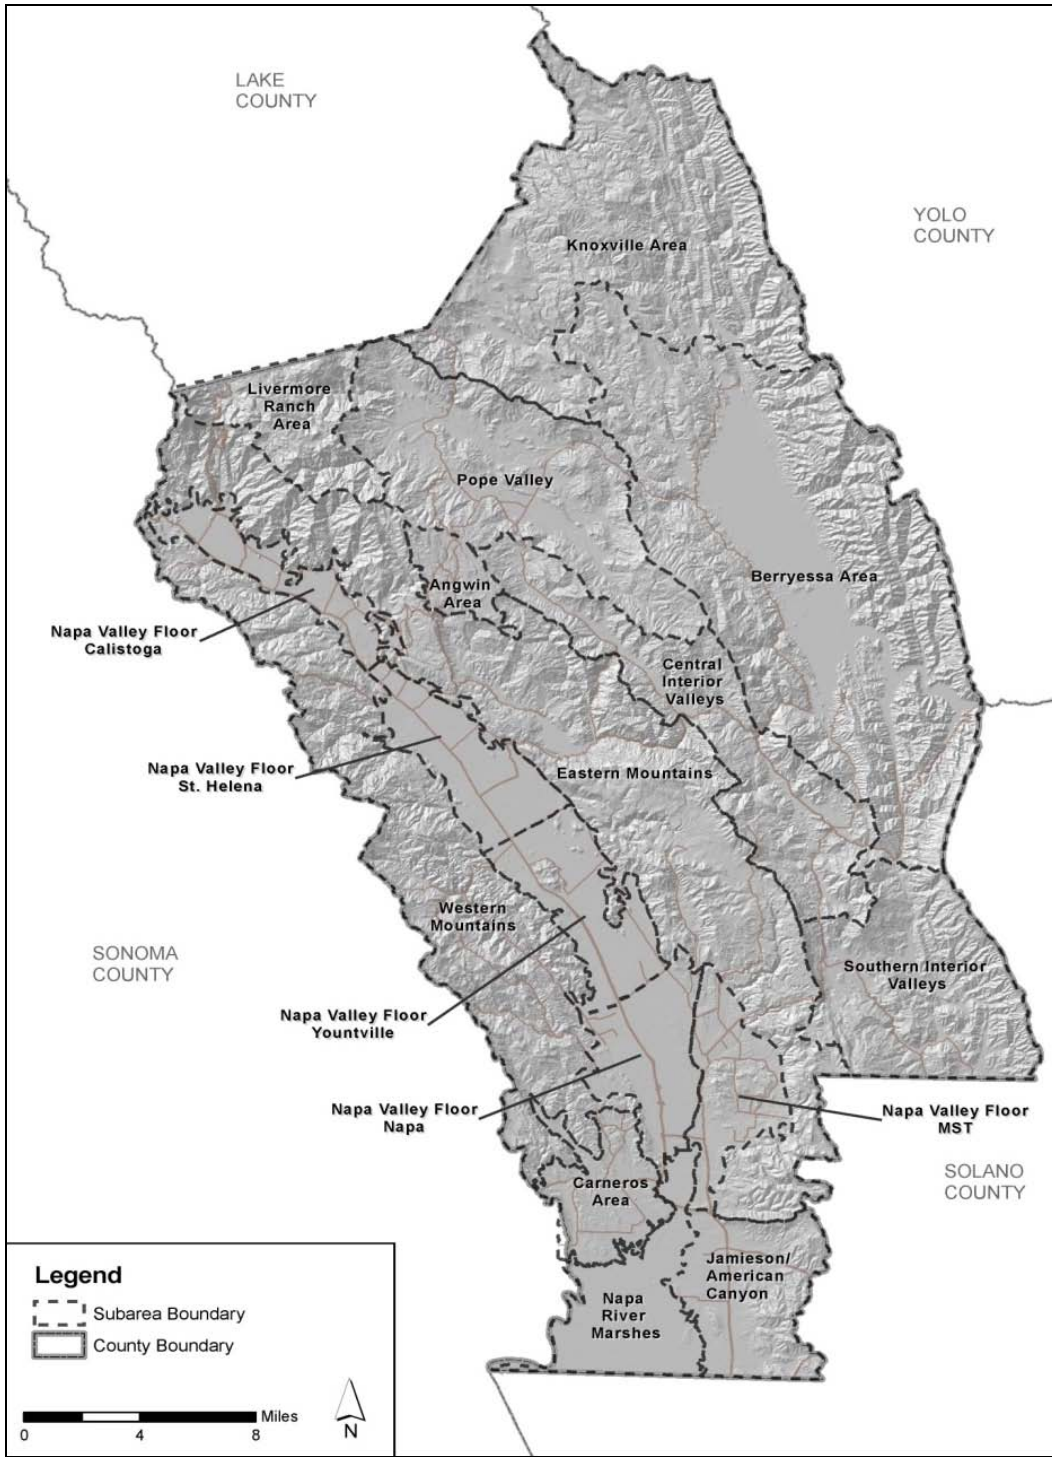 LAKE
COUNTY
YOLO
COUNTY
Knoxville Area
Livermore
Ranch
Area
Pope Valley
Berryessa Area
Angwin
Area
Napa Valley Floor
Calistoga
Central
Interior
Valleys
Napa Valley Floor
St. Helena
Eastern Mountains
Western
Mountains
SONOMA
COUNTY
Southern Interior
Valleys
Napa Valley Floor
Yountville
Napa Valley Floor
Napa
Napa Valley Floor
MST
SOLANO
COUNTY
Carneros
Area
Jamieson/
American
Canyon
Napa
River
Marshes
Legend
Subarea Boundary
County Boundary
Miles
0 4 8
N